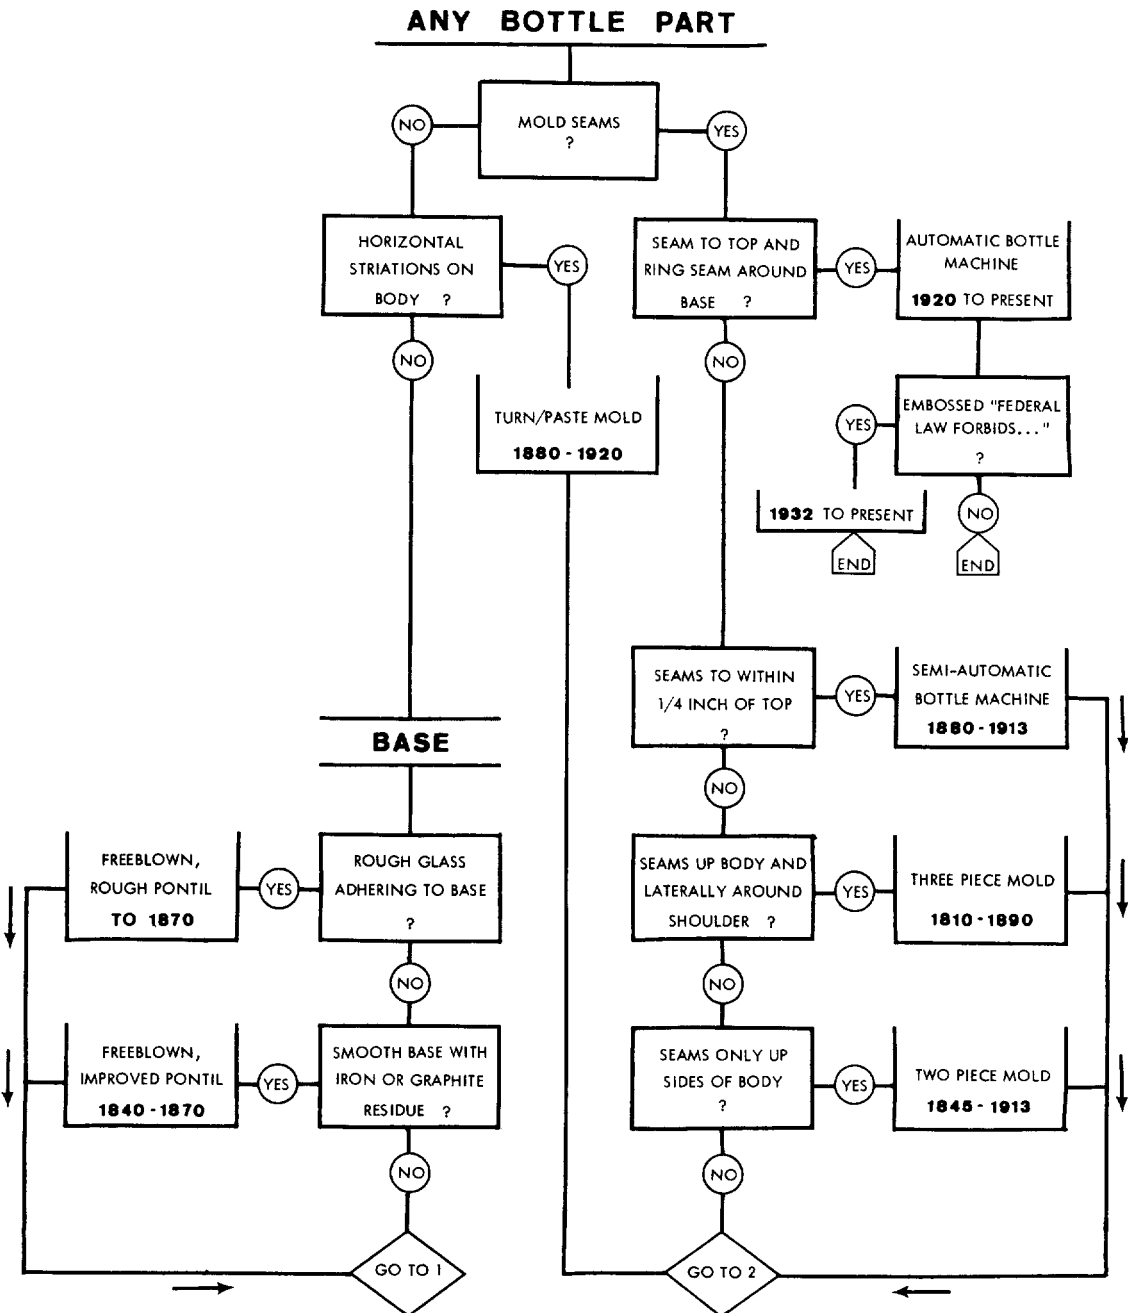 ANY BOTTLE PART
MOLD SEAMS
?
NO
YES
HORIZONTAL
STRIATIONS ON
BODY ?
YES
NO
TURN/PASTE MOLD
1880 - 1920
SEAM TO TOP AND
RING SEAM AROUND
BASE ?
YES
NO
AUTOMATIC BOTTLE
MACHINE
1920 TO PRESENT
EMBOSSED "FEDERAL
LAW FORBIDS..."
?
YES
NO
1932 TO PRESENT
END
END
SEAMS TO WITHIN
1/4 INCH OF TOP
?
YES
SEMI-AUTOMATIC
BOTTLE MACHINE
1880 - 1913
NO
SEAMS UP BODY AND
LATERALLY AROUND
SHOULDER ?
YES
THREE PIECE MOLD
1810 - 1890
NO
SEAMS ONLY UP
SIDES OF BODY
?
YES
TWO PIECE MOLD
1845 - 1913
NO
GO TO 2
BASE
ROUGH GLASS
ADHERING TO BASE
?
YES
FREEBLOWN,
ROUGH PONTIL
TO 1870
NO
SMOOTH BASE WITH
IRON OR GRAPHITE
RESIDUE ?
YES
FREEBLOWN,
IMPROVED PONTIL
1840 - 1870
NO
GO TO 1